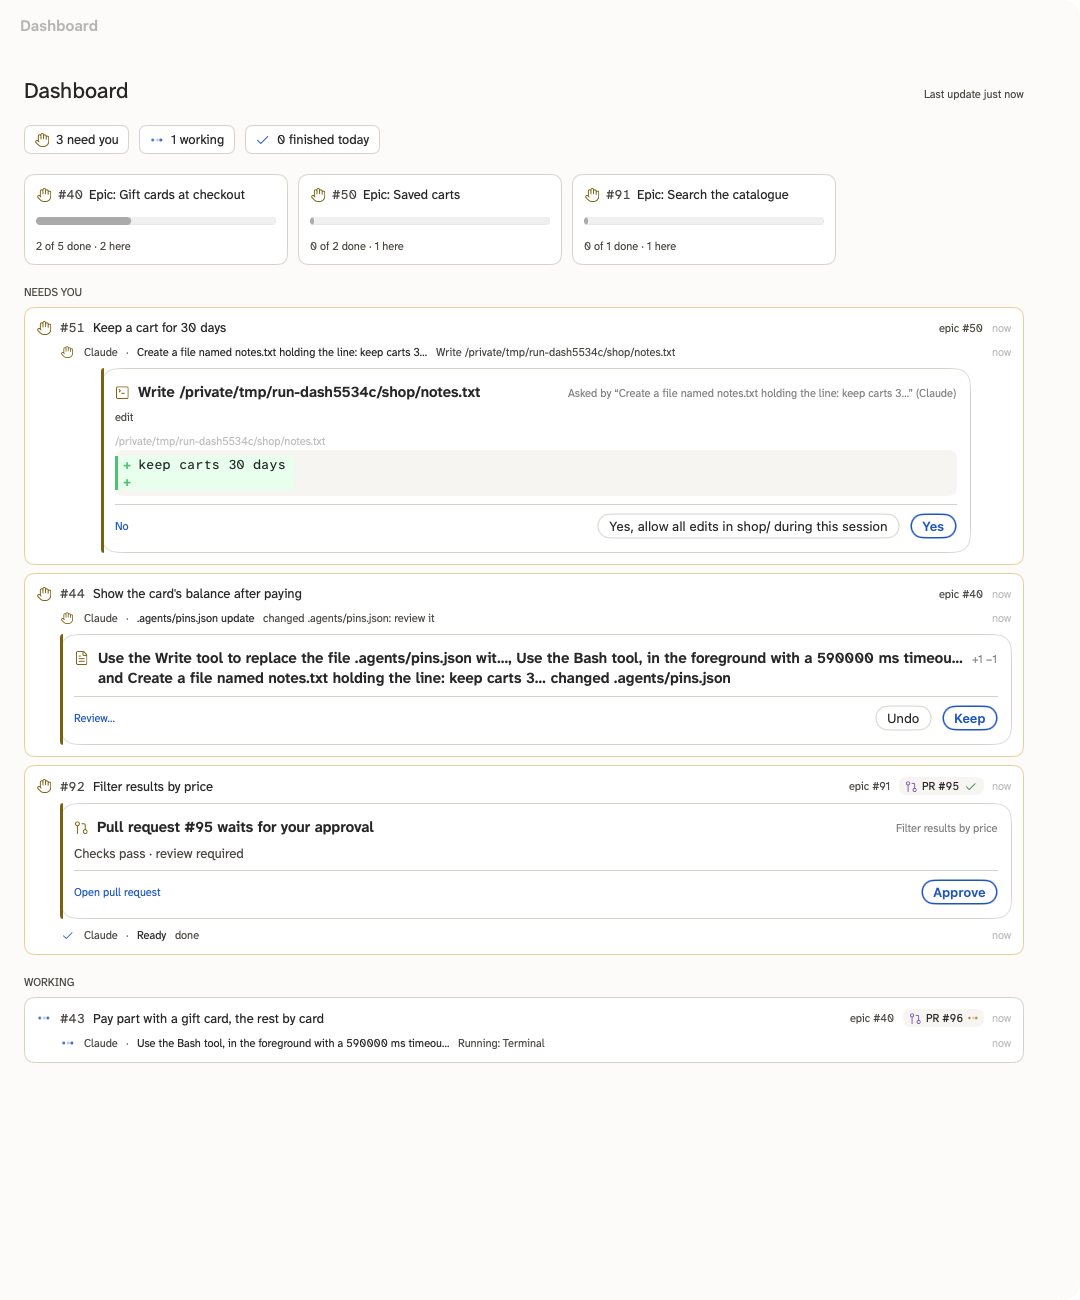 Dashboard
Dashboard
Last update just now
3 need you
1 working
0 finished today
#40 Epic: Gift cards at checkout
2 of 5 done · 2 here
#50 Epic: Saved carts
0 of 2 done · 1 here
#91 Epic: Search the catalogue
0 of 1 done · 1 here
NEEDS YOU
#51 Keep a cart for 30 days
epic #50 now
Claude · Create a file named notes.txt holding the line: keep carts 3... Write /private/tmp/run-dash5534c/shop/notes.txt
now
Write /private/tmp/run-dash5534c/shop/notes.txt
Asked by “Create a file named notes.txt holding the line: keep carts 3...” (Claude)
edit
/private/tmp/run-dash5534c/shop/notes.txt
+ keep carts 30 days
+
No
Yes, allow all edits in shop/ during this session
Yes
#44 Show the card's balance after paying
epic #40 now
Claude · .agents/pins.json update changed .agents/pins.json: review it
now
Use the Write tool to replace the file .agents/pins.json wit..., Use the Bash tool, in the foreground with a 590000 ms timeou... +1 −1
and Create a file named notes.txt holding the line: keep carts 3... changed .agents/pins.json
Review...
Undo
Keep
#92 Filter results by price
epic #91 PR #95 now
Pull request #95 waits for your approval
Filter results by price
Checks pass · review required
Open pull request
Approve
Claude · Ready done
now
WORKING
#43 Pay part with a gift card, the rest by card
epic #40 PR #96 now
Claude · Use the Bash tool, in the foreground with a 590000 ms timeou... Running: Terminal
now